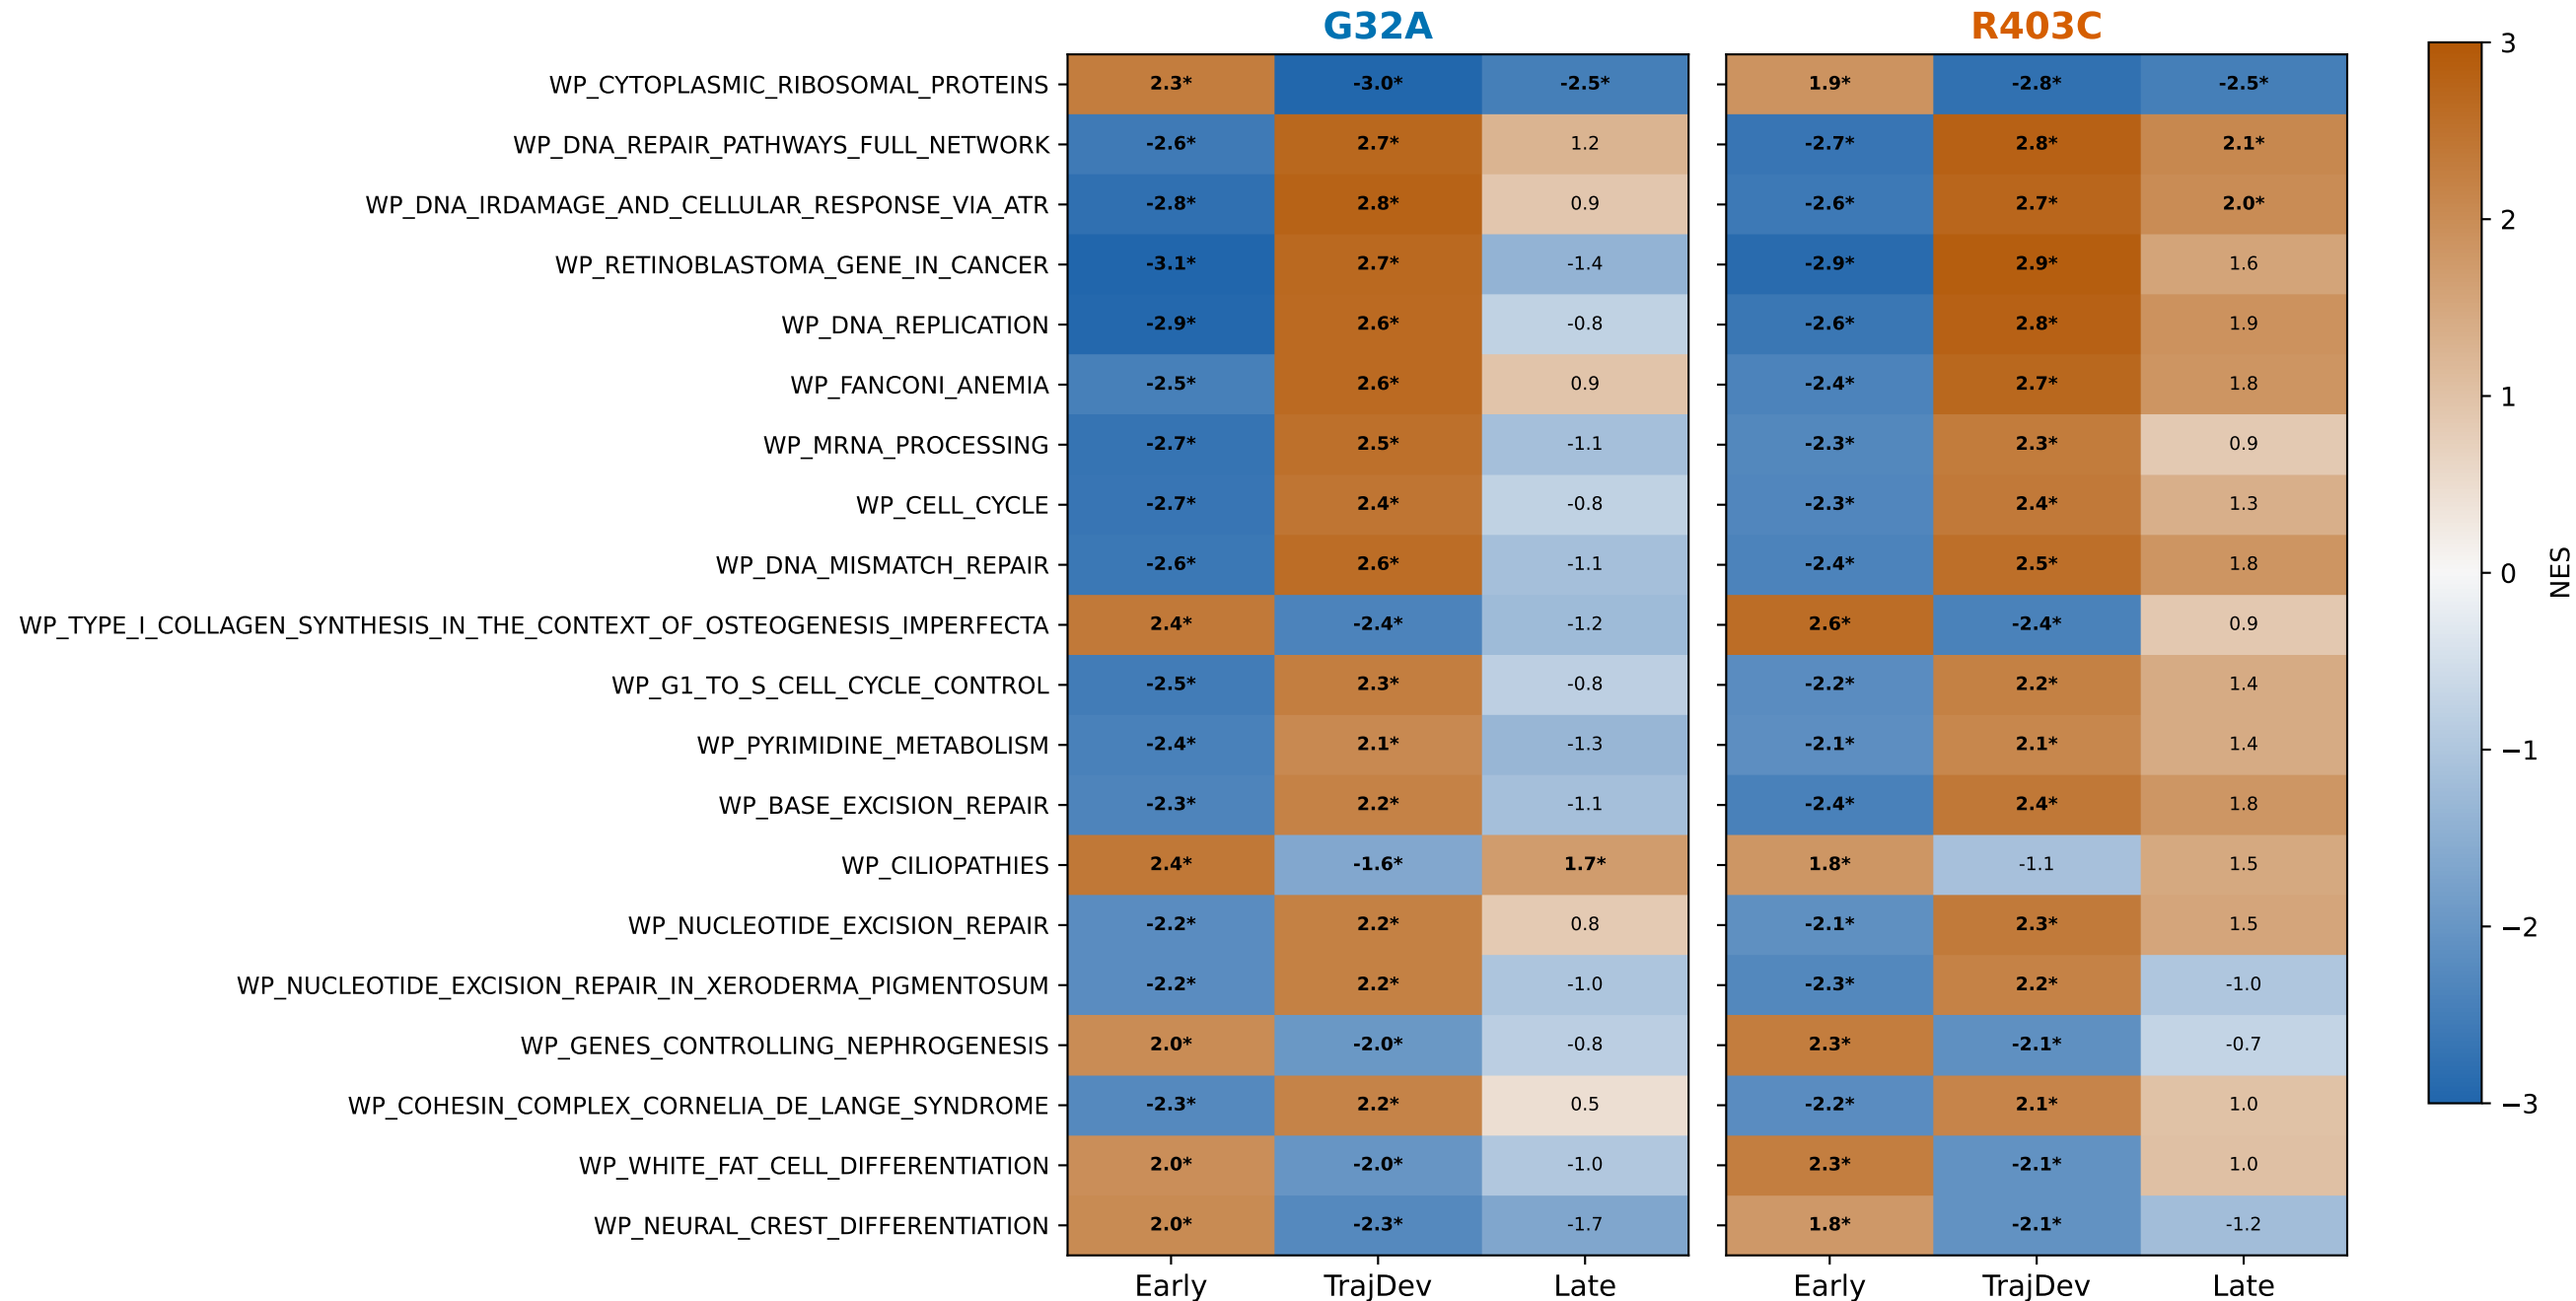 G32A R403C
WP_CYTOPLASMIC_RIBOSOMAL_PROTEINS 2.3* -3.0* -2.5* 1.9* -2.8* -2.5*
WP_DNA_REPAIR_PATHWAYS_FULL_NETWORK -2.6* 2.7* 1.2 -2.7* 2.8* 2.1*
WP_DNA_IRDAMAGE_AND_CELLULAR_RESPONSE_VIA_ATR -2.8* 2.8* 0.9 -2.6* 2.7* 2.0*
WP_RETINOBLASTOMA_GENE_IN_CANCER -3.1* 2.7* -1.4 -2.9* 2.9* 1.6
WP_DNA_REPLICATION -2.9* 2.6* -0.8 -2.6* 2.8* 1.9
WP_FANCONI_ANEMIA -2.5* 2.6* 0.9 -2.4* 2.7* 1.8
WP_MRNA_PROCESSING -2.7* 2.5* -1.1 -2.3* 2.3* 0.9
WP_CELL_CYCLE -2.7* 2.4* -0.8 -2.3* 2.4* 1.3
WP_DNA_MISMATCH_REPAIR -2.6* 2.6* -1.1 -2.4* 2.5* 1.8
WP_TYPE_I_COLLAGEN_SYNTHESIS_IN_THE_CONTEXT_OF_OSTEOGENESIS_IMPERFECTA 2.4* -2.4* -1.2 2.6* -2.4* 0.9
WP_G1_TO_S_CELL_CYCLE_CONTROL -2.5* 2.3* -0.8 -2.2* 2.2* 1.4
WP_PYRIMIDINE_METABOLISM -2.4* 2.1* -1.3 -2.1* 2.1* 1.4
WP_BASE_EXCISION_REPAIR -2.3* 2.2* -1.1 -2.4* 2.4* 1.8
WP_CILIOPATHIES 2.4* -1.6* 1.7* 1.8* -1.1 1.5
WP_NUCLEOTIDE_EXCISION_REPAIR -2.2* 2.2* 0.8 -2.1* 2.3* 1.5
WP_NUCLEOTIDE_EXCISION_REPAIR_IN_XERODERMA_PIGMENTOSUM -2.2* 2.2* -1.0 -2.3* 2.2* -1.0
WP_GENES_CONTROLLING_NEPHROGENESIS 2.0* -2.0* -0.8 2.3* -2.1* -0.7
WP_COHESIN_COMPLEX_CORNELIA_DE_LANGE_SYNDROME -2.3* 2.2* 0.5 -2.2* 2.1* 1.0
WP_WHITE_FAT_CELL_DIFFERENTIATION 2.0* -2.0* -1.0 2.3* -2.1* 1.0
WP_NEURAL_CREST_DIFFERENTIATION 2.0* -2.3* -1.7 1.8* -2.1* -1.2
Early TrajDev Late Early TrajDev Late
3
2
1
0
−1
−2
−3
NES